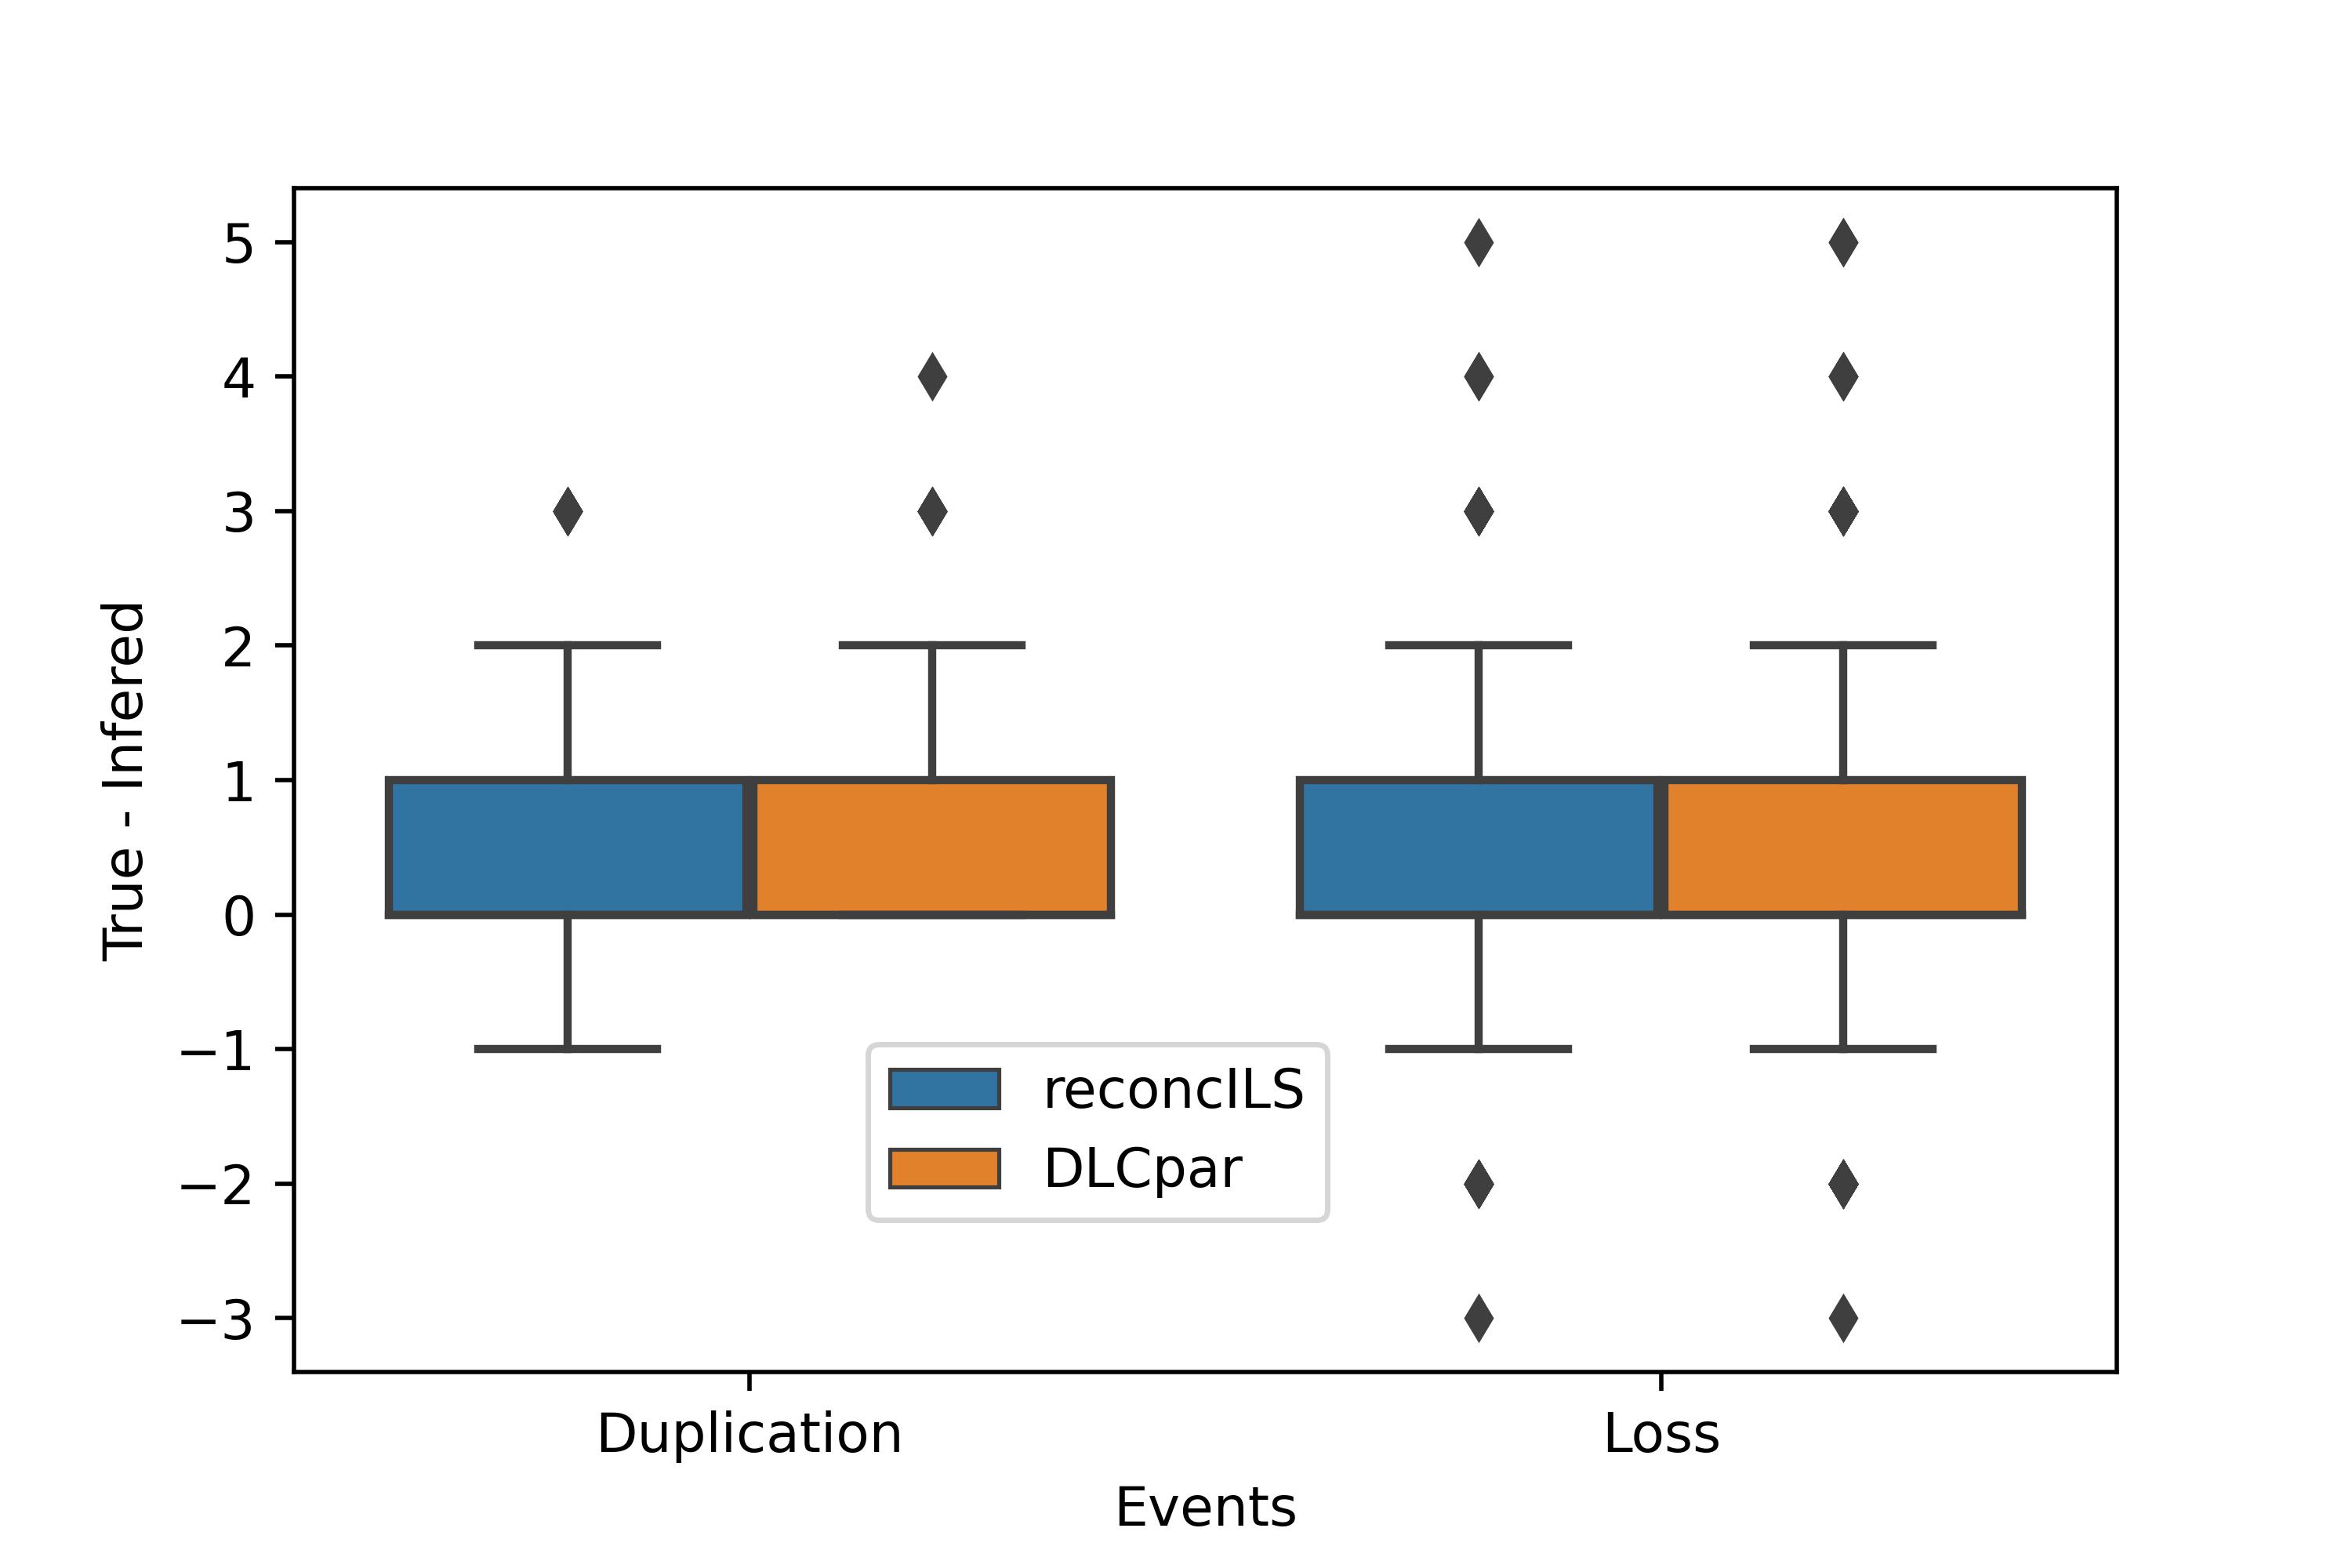 5
4
3
2
1
0
−1
−2
−3
True - Infered
reconcILS
DLCpar
Duplication Loss
Events